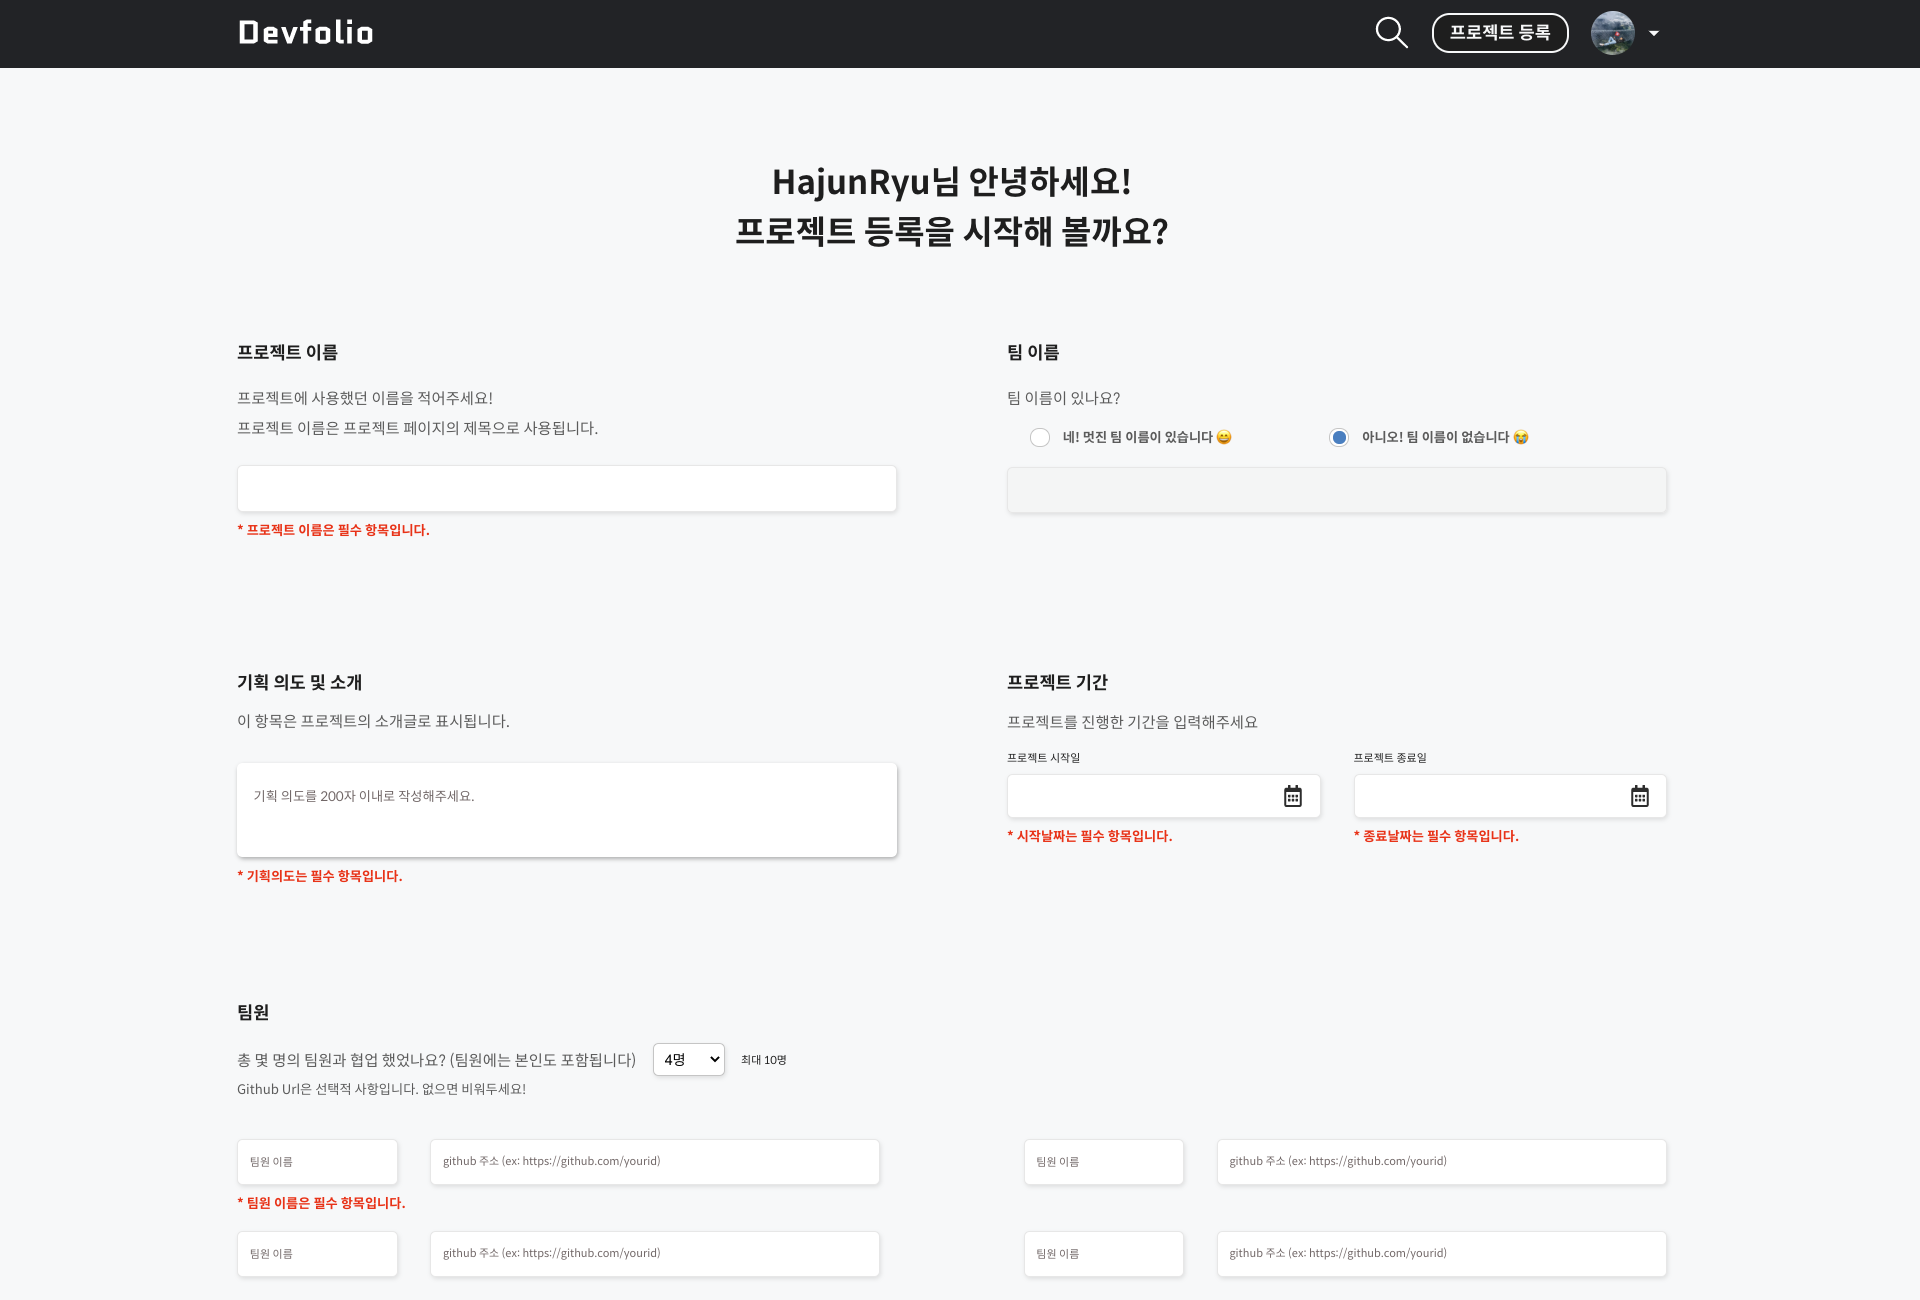 Devfolio
프로젝트 등록
HajunRyu님 안녕하세요!
프로젝트 등록을 시작해 볼까요?
프로젝트 이름
프로젝트에 사용했던 이름을 적어주세요!
프로젝트 이름은 프로젝트 페이지의 제목으로 사용됩니다.
* 프로젝트 이름은 필수 항목입니다.
팀 이름
팀 이름이 있나요?
네! 멋진 팀 이름이 있습니다 😄
아니오! 팀 이름이 없습니다 😭
기획 의도 및 소개
이 항목은 프로젝트의 소개글로 표시됩니다.
기획 의도를 200자 이내로 작성해주세요.
* 기획의도는 필수 항목입니다.
프로젝트 기간
프로젝트를 진행한 기간을 입력해주세요
프로젝트 시작일
* 시작날짜는 필수 항목입니다.
프로젝트 종료일
* 종료날짜는 필수 항목입니다.
팀원
총 몇 명의 팀원과 협업 했었나요? (팀원에는 본인도 포함됩니다) 4명 최대 10명
Github Url은 선택적 사항입니다. 없으면 비워두세요!
팀원 이름 github 주소 (ex: https://github.com/yourid) 팀원 이름 github 주소 (ex: https://github.com/yourid)
* 팀원 이름은 필수 항목입니다.
팀원 이름 github 주소 (ex: https://github.com/yourid) 팀원 이름 github 주소 (ex: https://github.com/yourid)